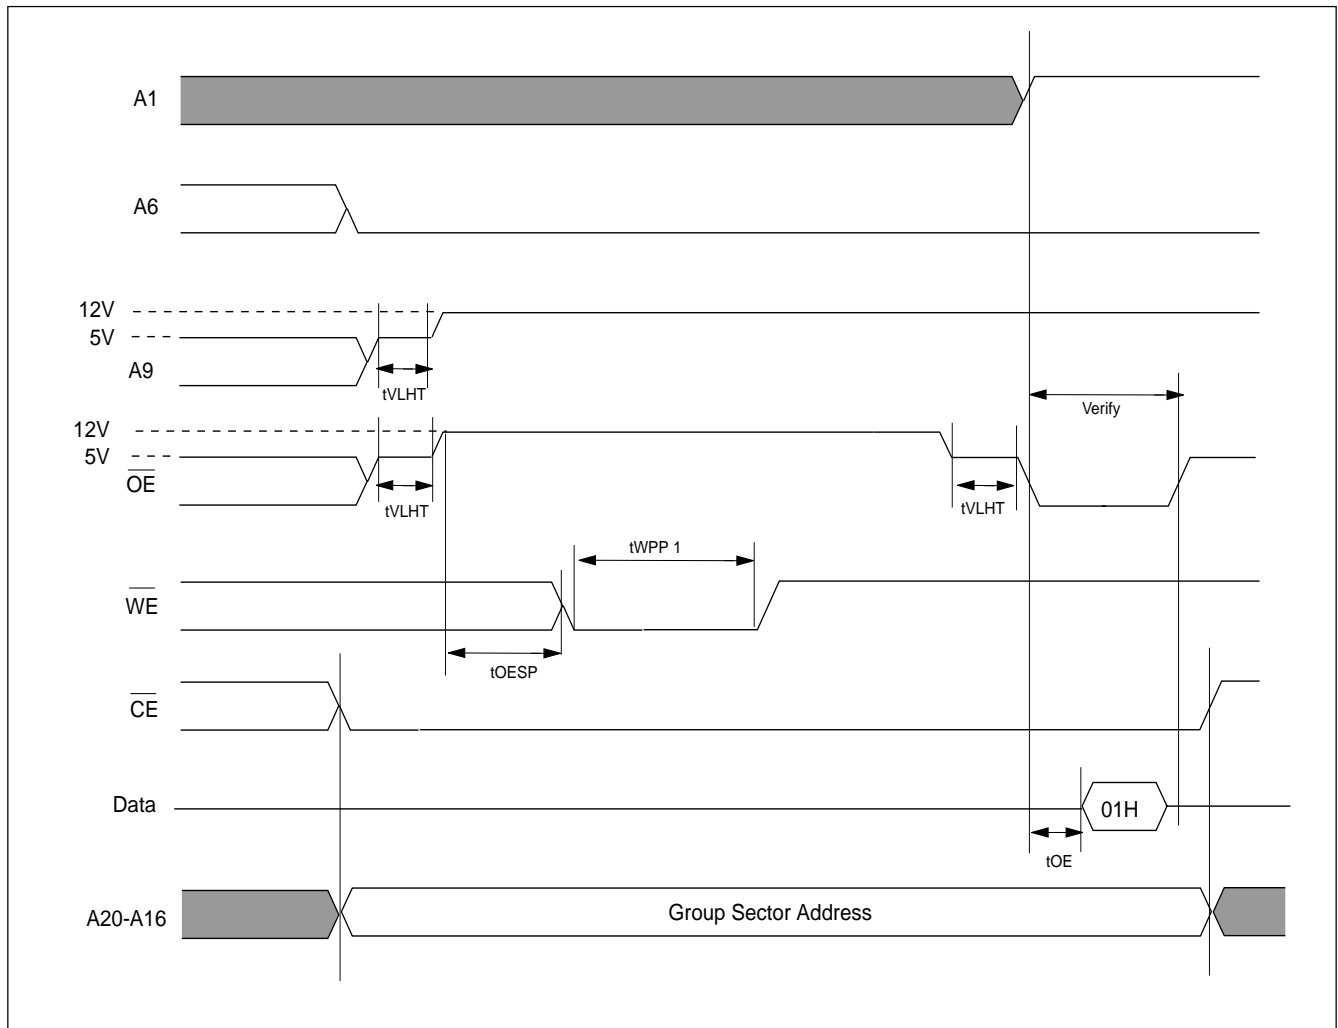 A1
A6
12V
5V
A9
tVLHT
Verify
12V
5V
OE
tVLHT
tVLHT
tWPP 1
WE
tOESP
CE
Data
01H
tOE
A20-A16
Group Sector Address